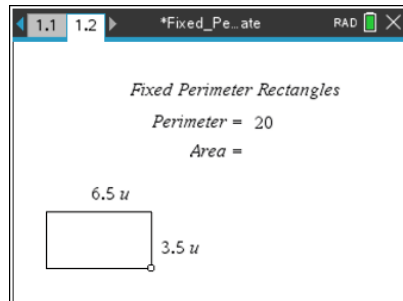 1.1 1.2 *Fixed_Pe…ate RAD
Fixed Perimeter Rectangles
Perimeter = 20
Area =
6.5 u
3.5 u